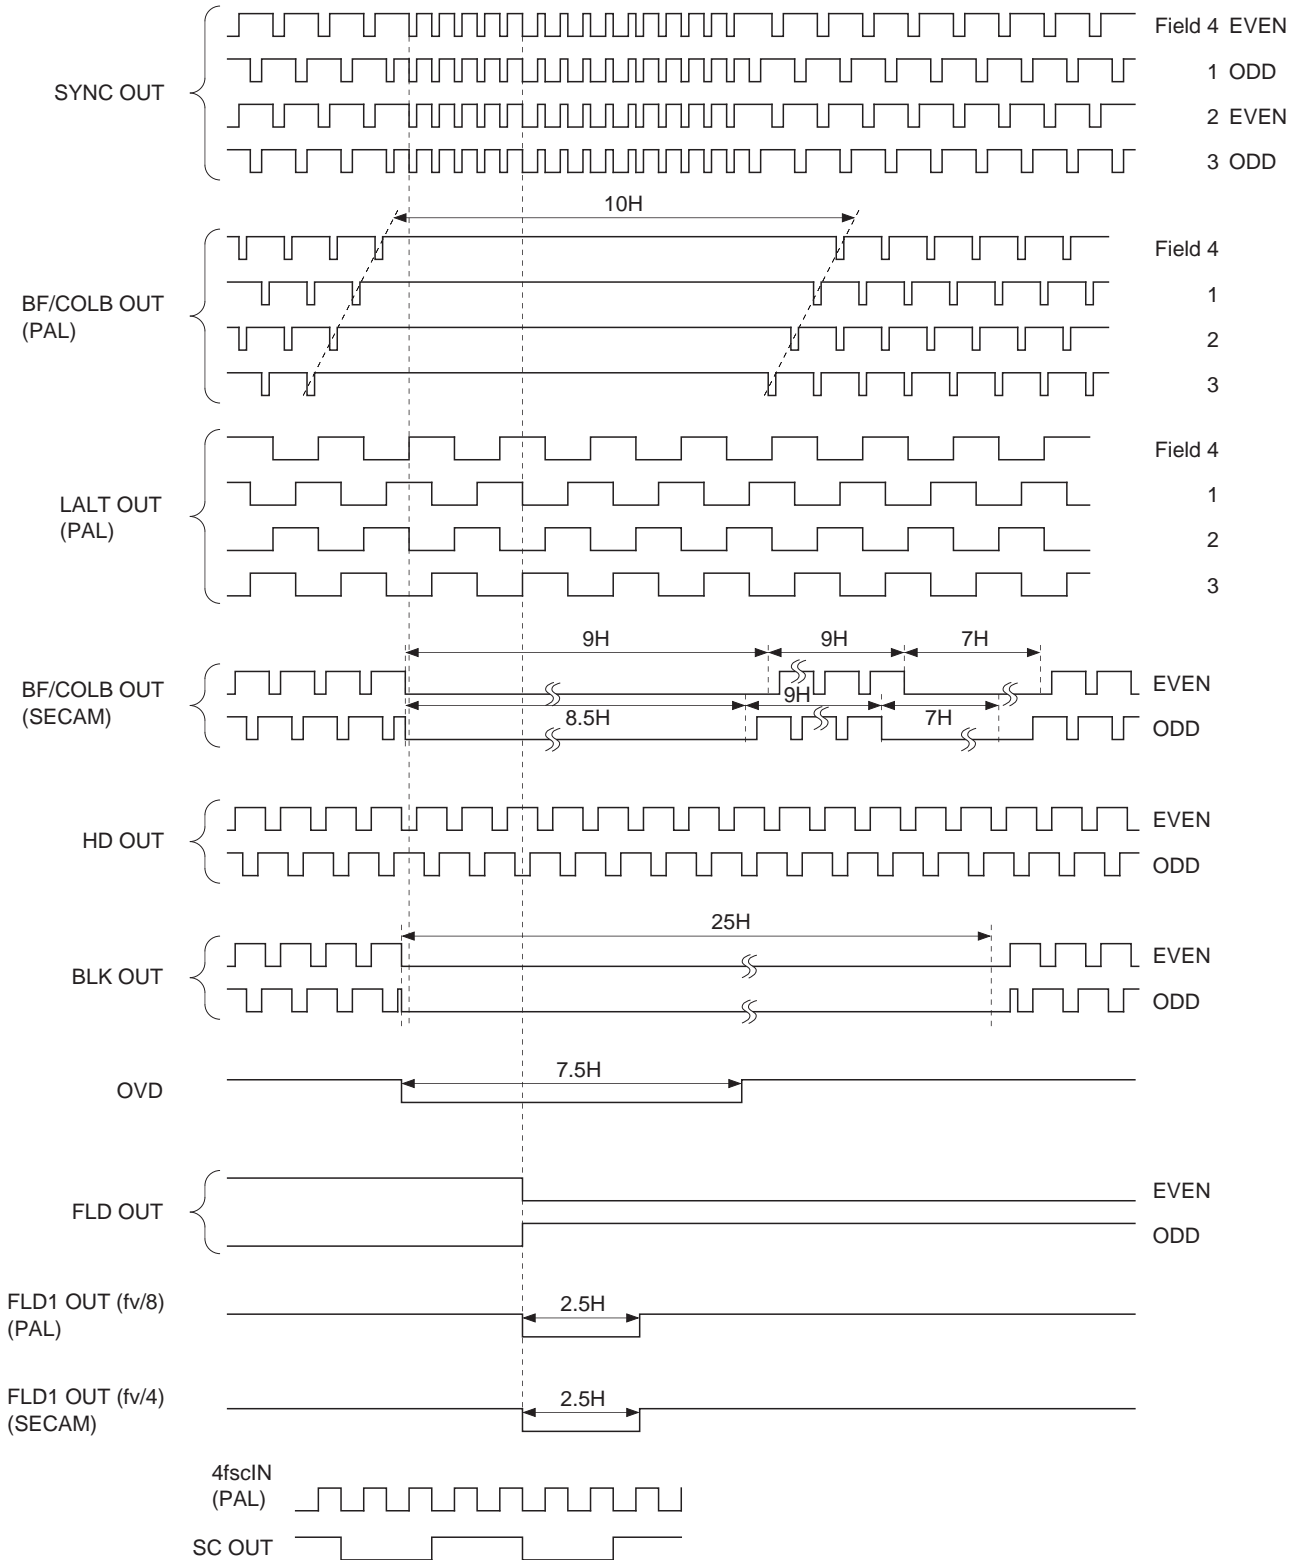 SYNC OUT
Field 4 EVEN
1 ODD
2 EVEN
3 ODD
10H
BF/COLB OUT
(PAL)
Field 4
1
2
3
LALT OUT
(PAL)
Field 4
1
2
3
9H 9H 7H
BF/COLB OUT
(SECAM)
EVEN
9H
8.5H 7H
ODD
HD OUT
EVEN
ODD
25H
BLK OUT
EVEN
ODD
7.5H
OVD
FLD OUT
EVEN
ODD
FLD1 OUT (fv/8)
(PAL)
2.5H
FLD1 OUT (fv/4)
(SECAM)
2.5H
4fscIN
(PAL)
SC OUT